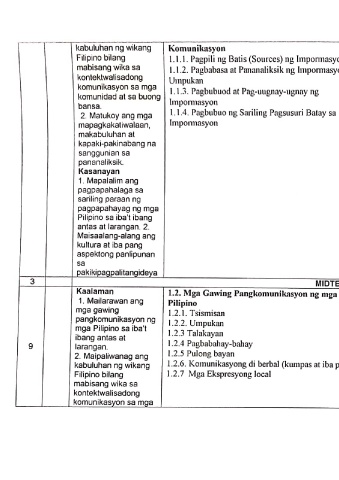 kabuluhan ng wikang
Filipino bilang
mabisang wika sa
kontektwalisadong
komunikasyon sa mga
komunidad at sa buong
bansa.
2. Matukoy ang mga
mapagkakatiwalaan,
makabuluhan at
kapaki-pakinabang na
sanggunian sa
pananaliksik.
Kasanayan
1. Mapalalim ang
pagpapahalaga sa
sariling paraan ng
pagpapahayag ng mga
Pilipino sa iba't ibang
antas at larangan. 2.
Maisaalang-alang ang
kultura at iba pang
aspektong panlipunan
sa
pakikipagpalitangideya
Komunikasyon
1.1.1. Pagpili ng Batis (Sources) ng Impormasyo
1.1.2. Pagbabasa at Pananaliksik ng Impormasyo
Umpukan
1.1.3. Pagbubuod at Pag-uugnay-ugnay ng
Impormasyon
1.1.4. Pagbubuo ng Sariling Pagsusuri Batay sa
Impormasyon
3
MIDTE
9
Kaalaman
1. Mailarawan ang
mga gawing
pangkomunikasyon ng
mga Pilipino sa iba't
ibang antas at
larangan.
2. Maipaliwanag ang
kabuluhan ng wikang
Filipino bilang
mabisang wika sa
kontektwalisadong
komunikasyon sa mga
1.2. Mga Gawing Pangkomunikasyon ng mga
Pilipino
1.2.1. Tsismisan
1.2.2. Umpukan
1.2.3 Talakayan
1.2.4 Pagbabahay-bahay
1.2.5 Pulong bayan
1.2.6. Komunikasyong di berbal (kumpas at iba p
1.2.7 Mga Ekspresyong local